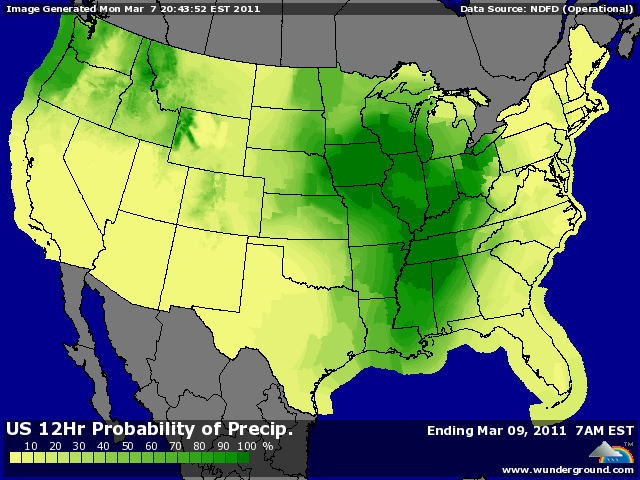 Image Generated Mon Mar 7 20:43:52 EST 2011
Data Source: NDFD (Operational)
US 12Hr Probability of Precip.
Ending Mar 09, 2011 7AM EST
10 20 30 40 50 60 70 80 90 100 %
TM
www.wunderground.com